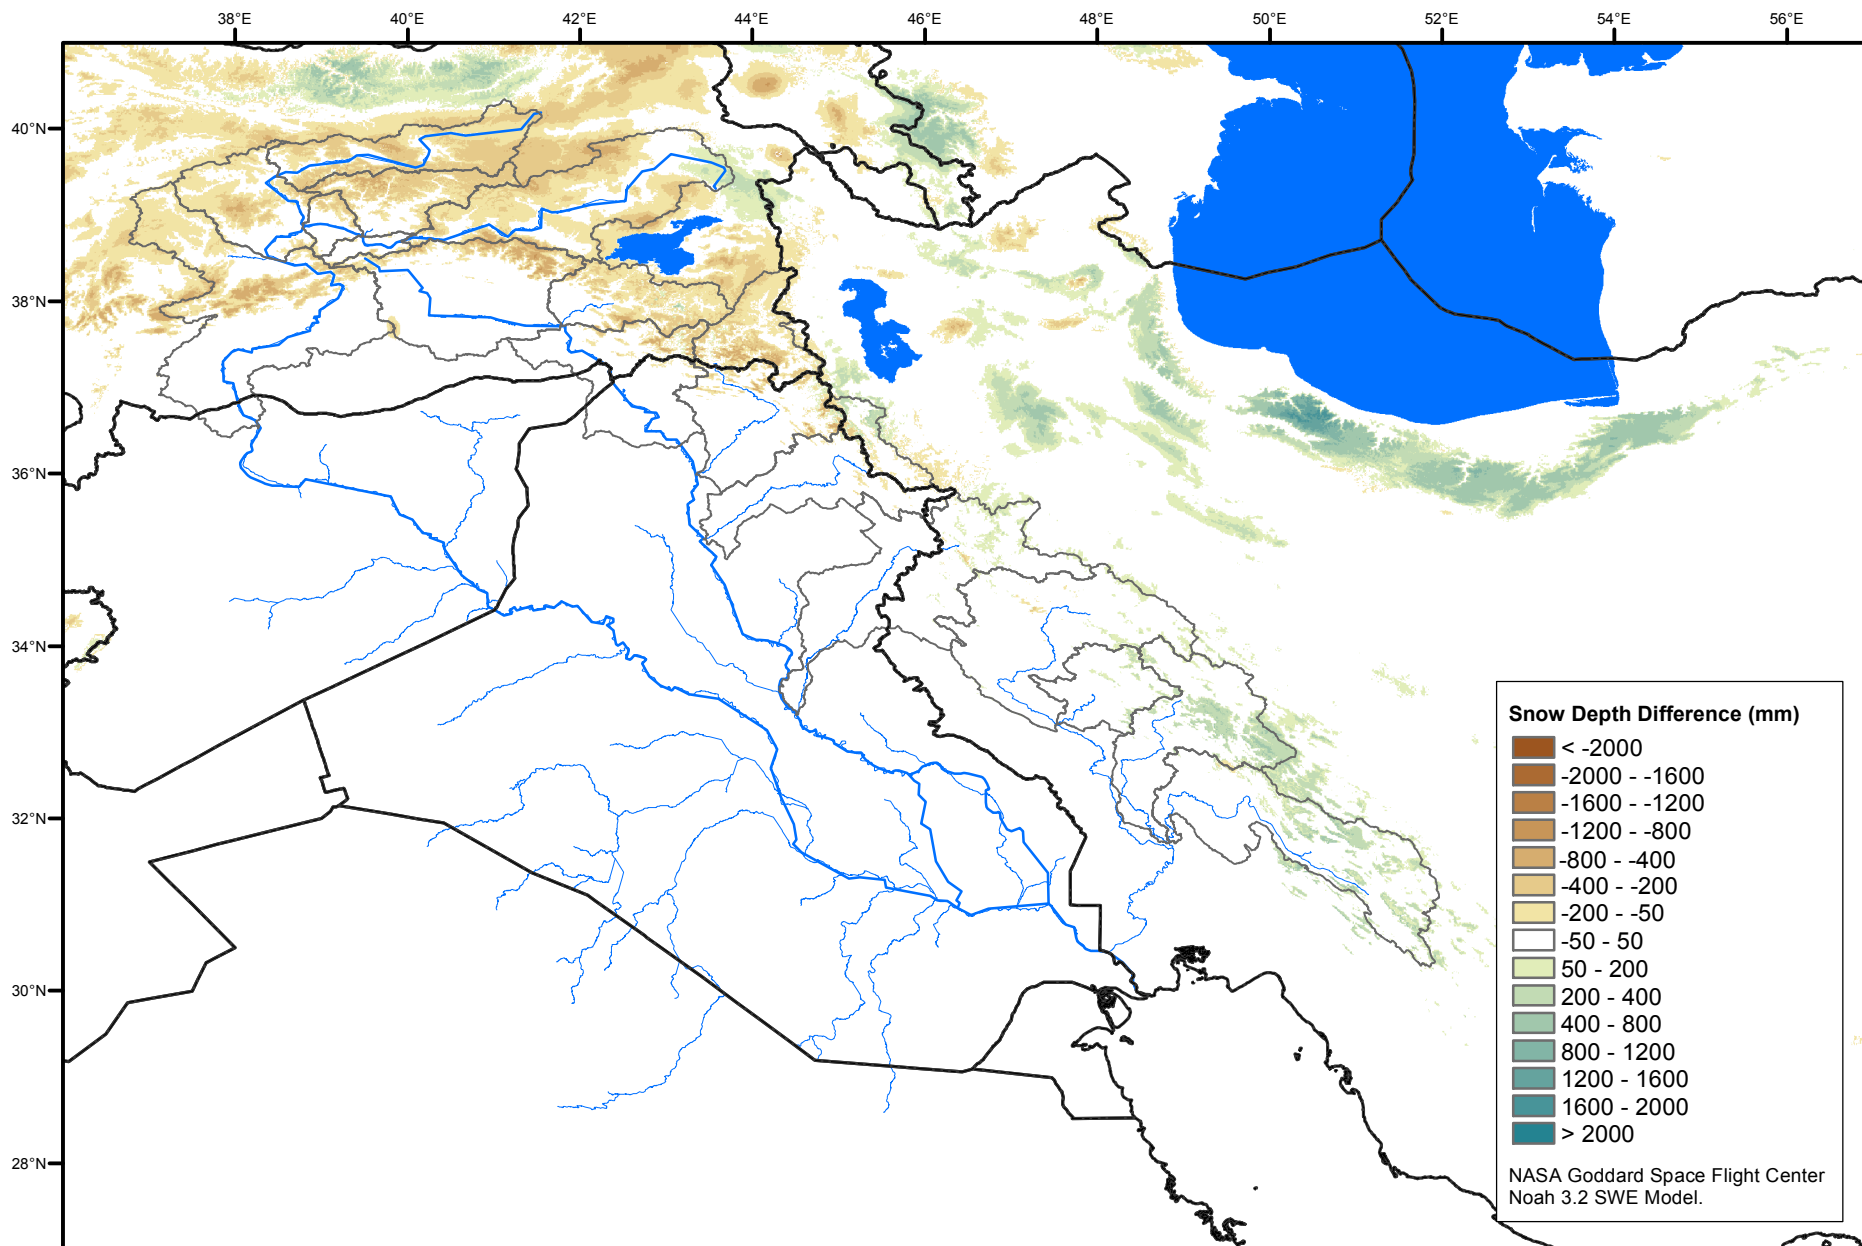 38°E 40°E 42°E 44°E 46°E 48°E 50°E 52°E 54°E 56°E
40°N
38°N
36°N
34°N
32°N
30°N
28°N
Snow Depth Difference (mm)
< -2000
-2000 - -1600
-1600 - -1200
-1200 - -800
-800 - -400
-400 - -200
-200 - -50
-50 - 50
50 - 200
200 - 400
400 - 800
800 - 1200
1200 - 1600
1600 - 2000
> 2000
NASA Goddard Space Flight Center
Noah 3.2 SWE Model.